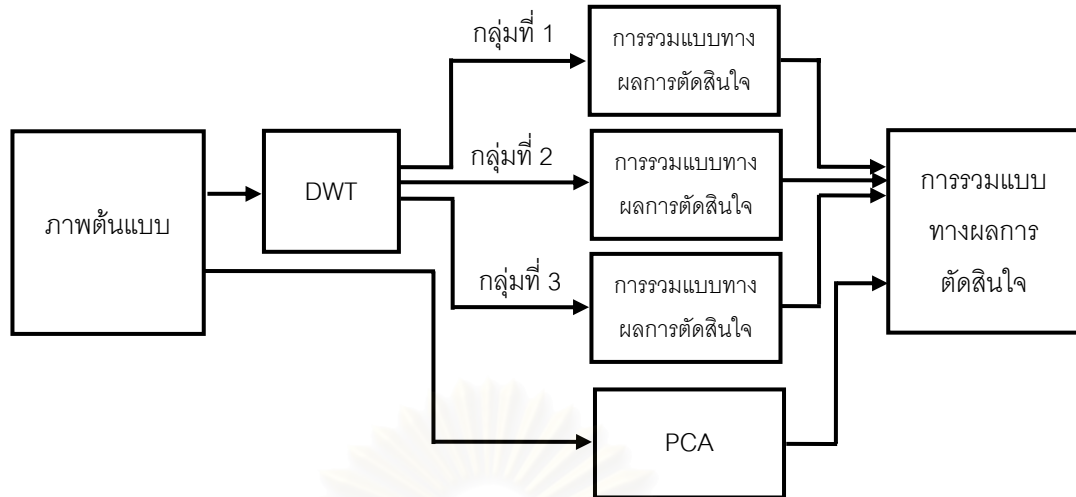 กลุ่มที่ 1
การรวมแบบทาง
ผลการตัดสินใจ
ภาพต้นแบบ
DWT
กลุ่มที่ 2
การรวมแบบทาง
ผลการตัดสินใจ
กลุ่มที่ 3
การรวมแบบทาง
ผลการตัดสินใจ
PCA
การรวมแบบ
ทางผลการ
ตัดสินใจ